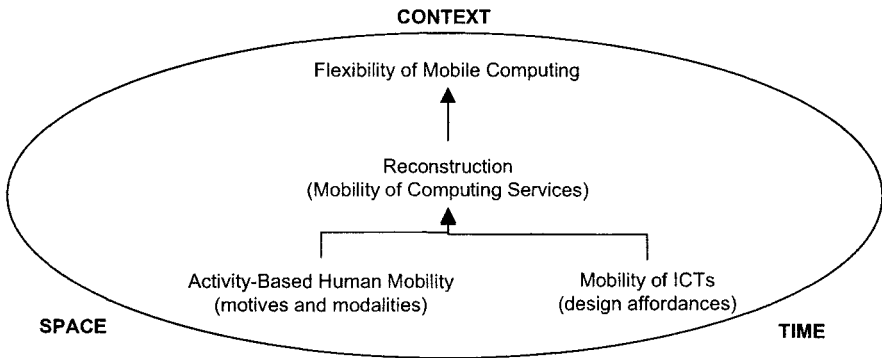 CONTEXT
Flexibility of Mobile Computing
Reconstruction
(Mobility of Computing Services)
Activity-Based Human Mobility
(motives and modalities)
Mobility of ICTs
(design affordances)
SPACE
TIME